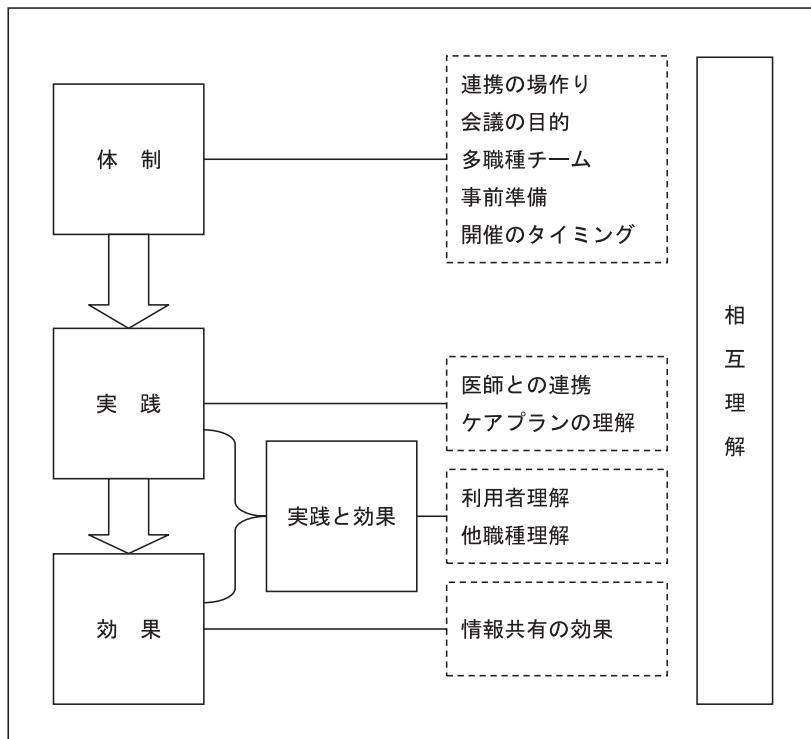 体制
連携の場作り
会議の目的
多職種チーム
事前準備
開催のタイミング
実践
医師との連携
ケアプランの理解
実践と効果
利用者理解
他職種理解
効果
情報共有の効果
相互理解